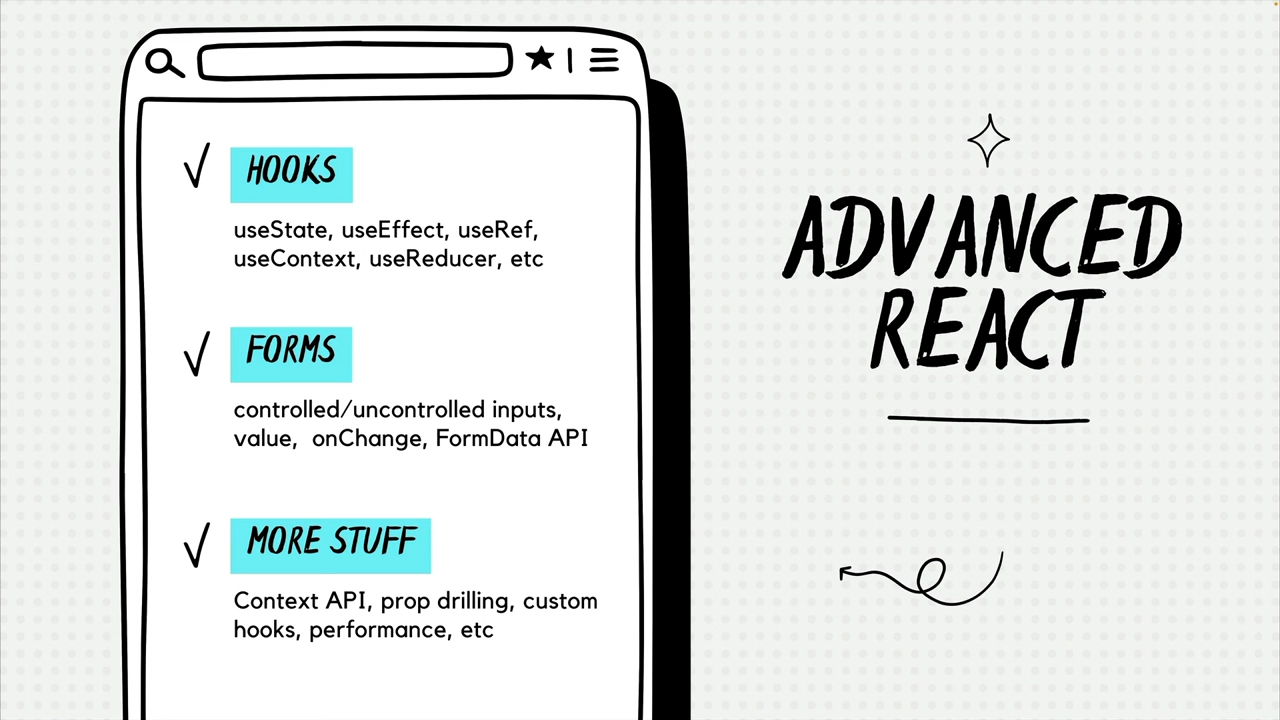 HOOKS
useState, useEffect, useRef,
useContext, useReducer, etc
FORMS
controlled/uncontrolled inputs,
value,  onChange, FormData API
MORE STUFF
Context API, prop drilling, custom
hooks, performance, etc
ADVANCED
REACT